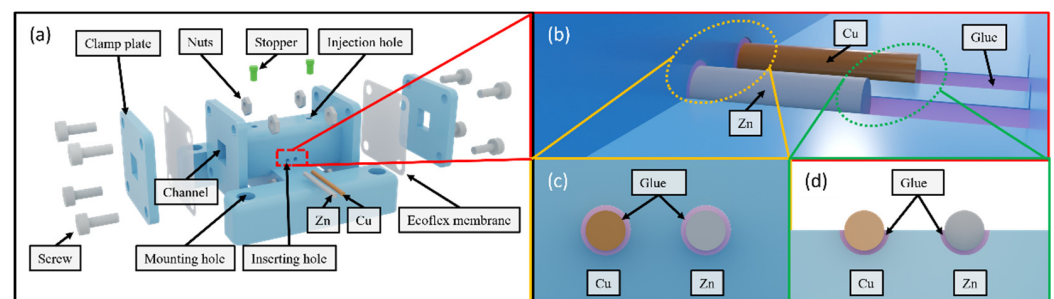 (a)
Clamp plate
Nuts
Stopper
Injection hole
Channel
Zn
Cu
Ecoflex membrane
Screw
Mounting hole
Inserting hole
(b)
Cu
Glue
Zn
(c)
Glue
Cu
Zn
(d)
Glue
Cu
Zn